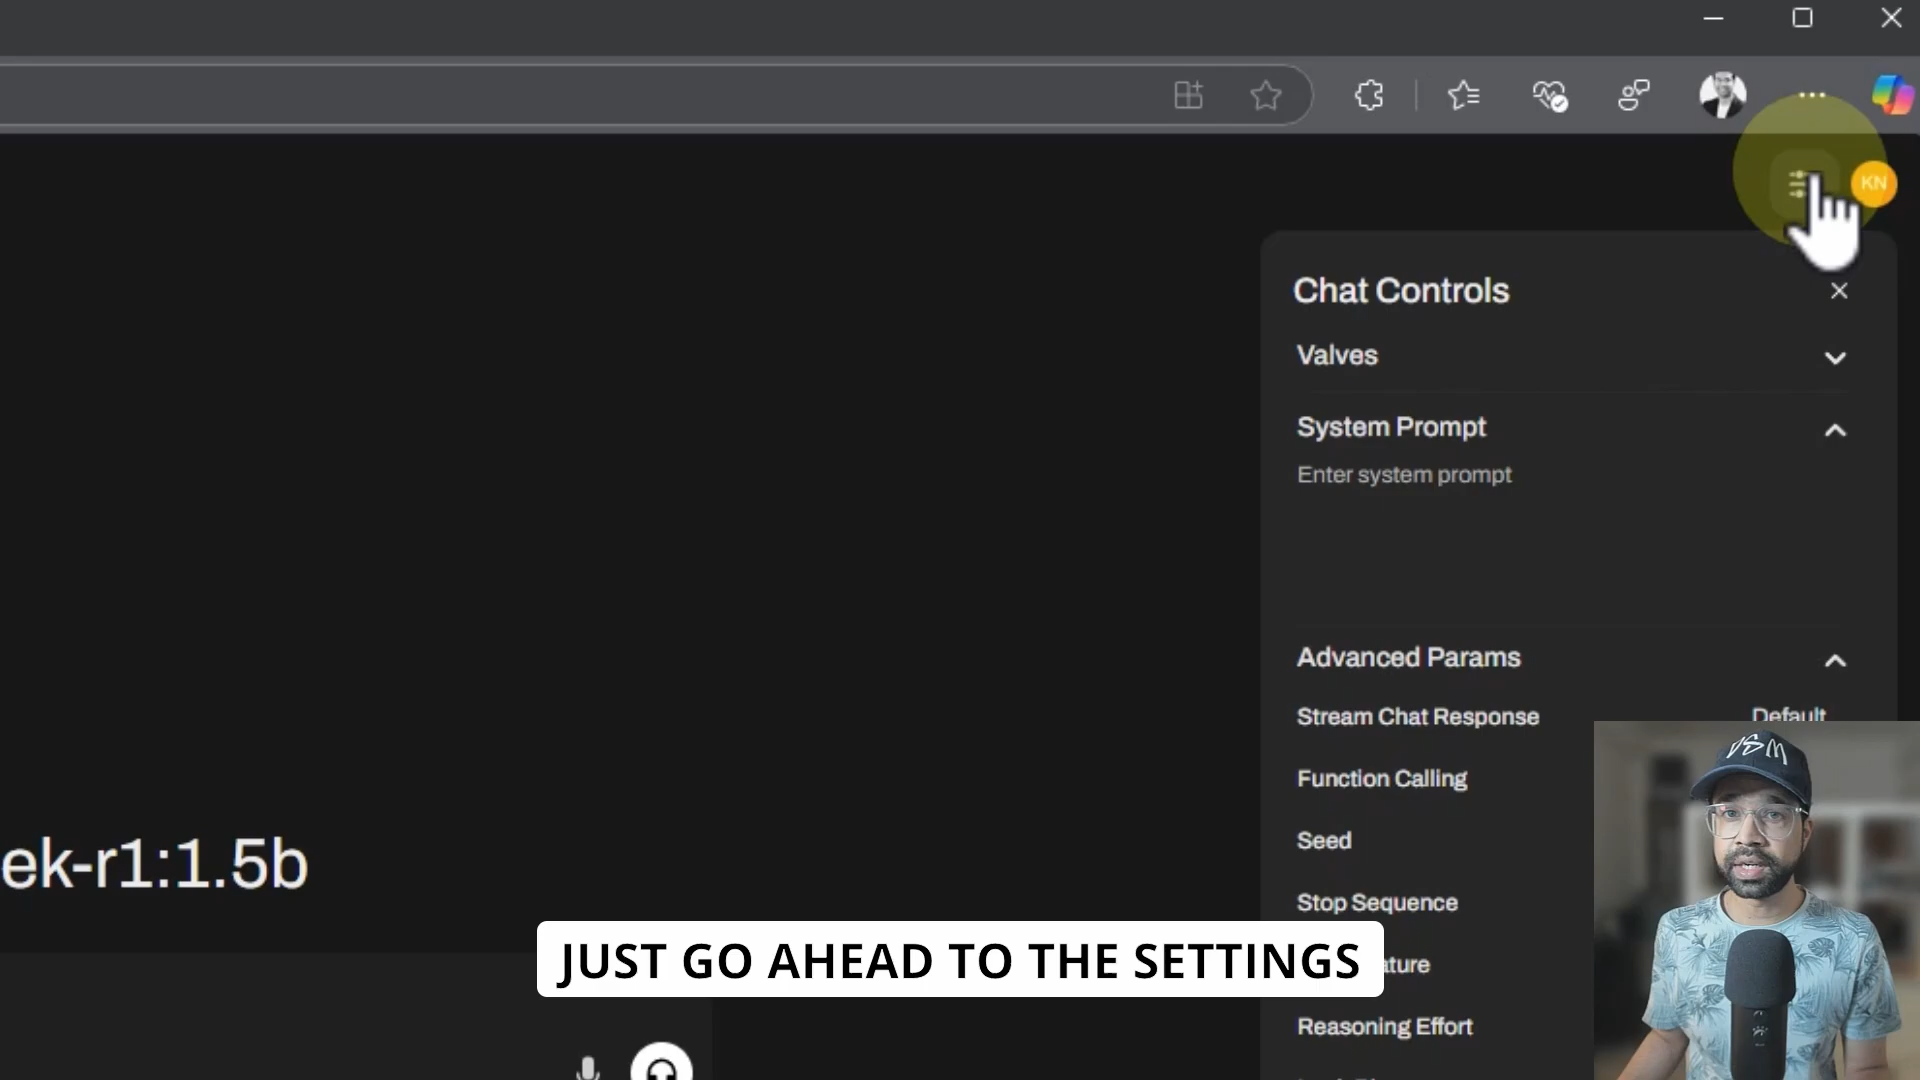 KN
Chat Controls
Valves
System Prompt
Enter system prompt
Advanced Params
Stream Chat Response Default
Function Calling
Seed
Stop Sequence
ature
Reasoning Effort
ek-r1:1.5b
JUST GO AHEAD TO THE SETTINGS